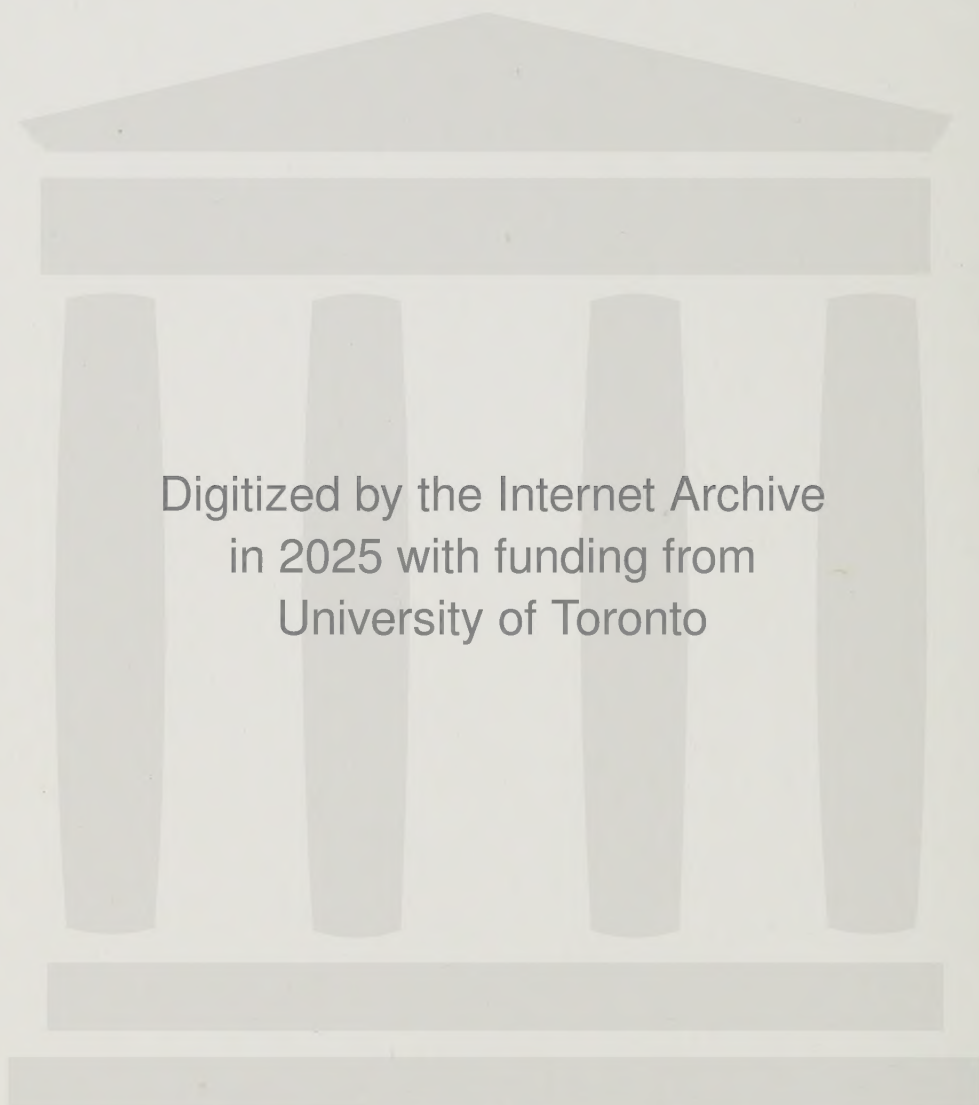 Digitized by the Internet Archive
in 2025 with funding from
University of Toronto